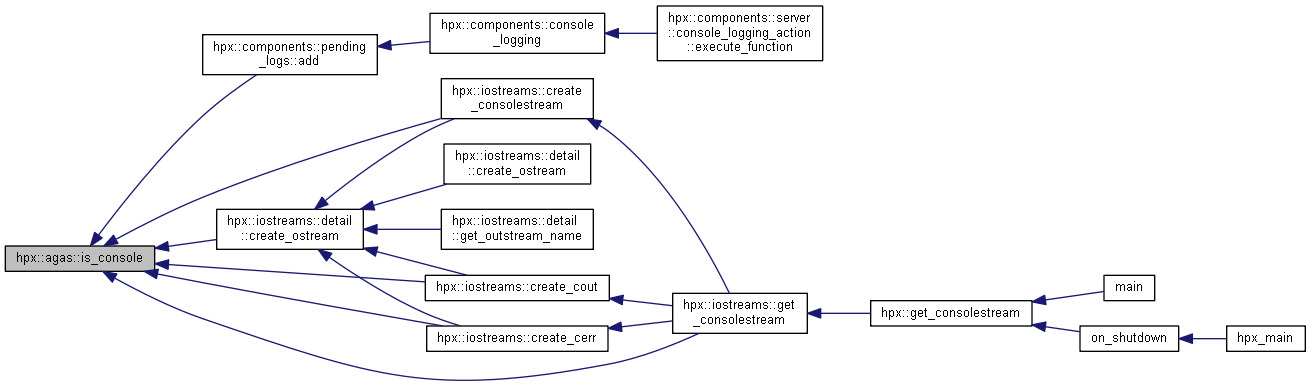 hpx::components::server
::console_logging_action
::execute_function
hpx::components::console
_logging
hpx::components::pending
_logs::add
hpx::iostreams::create
_consolestream
hpx::iostreams::detail
::create_ostream
hpx::iostreams::detail
::create_ostream
hpx::iostreams::detail
::get_outstream_name
hpx::agas::is_console
hpx::iostreams::create_cout
hpx::iostreams::create_cerr
hpx::iostreams::get
_consolestream
hpx::get_consolestream
main
on_shutdown
hpx_main